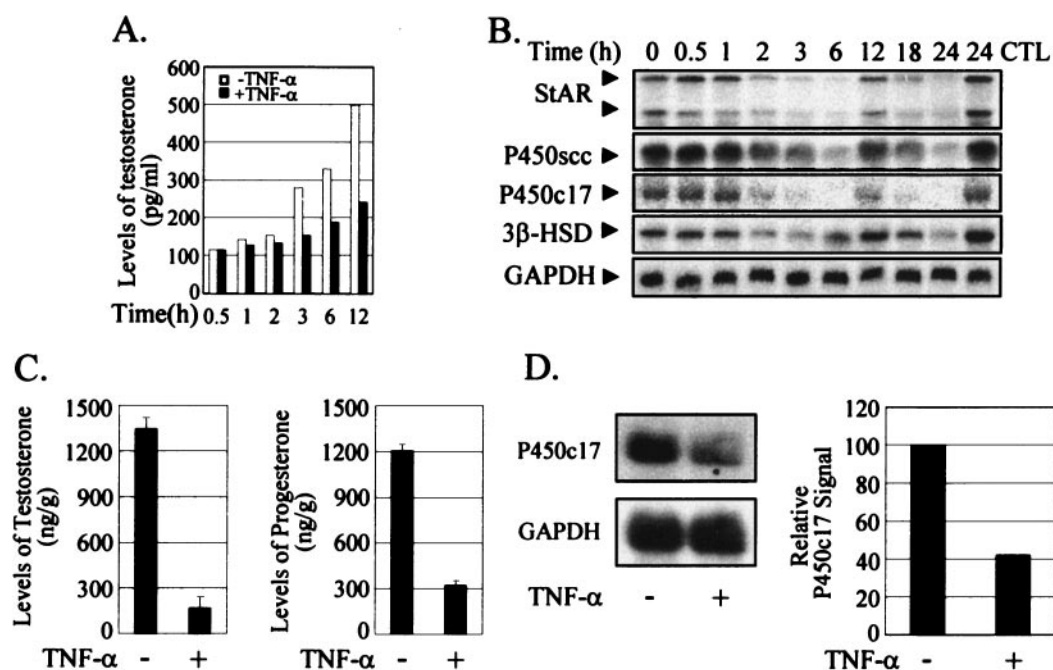 A.
Levels of testosterone
(pg/ml)
600
500
400
300
200
100
0
-TNF-α
+TNF-α
Time(h) 0.5 1 2 3 6 12
B.
Time (h) 0 0.5 1 2 3 6 12 18 24 24 CTL
StAR
P450scc
P450c17
3β-HSD
GAPDH
C.
Levels of Testosterone
(ng/g)
1500
1200
900
600
300
0
TNF-α - +
Levels of Progesterone
(ng/g)
1500
1200
900
600
300
0
TNF-α - +
D.
P450c17
GAPDH
TNF-α - +
Relative
P450c17 Signal
120
100
80
60
40
20
0
TNF-α - +